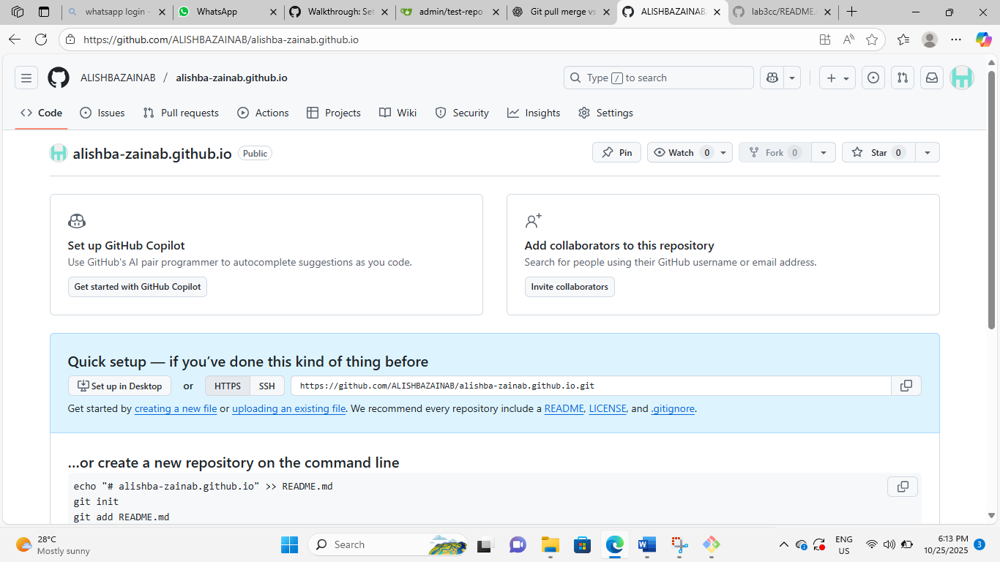 whatsapp login -
WhatsApp
Walkthrough: Set
admin/test-repo
Git pull merge vs
ALISHBAZAINAB/
lab3cc/README.
https://github.com/ALISHBAZAINAB/alishba-zainab.github.io
ALISHBAZAINAB / alishba-zainab.github.io
Type / to search
Code Issues Pull requests Actions Projects Wiki Security Insights Settings
alishba-zainab.github.io Public
Pin Watch 0 Fork 0 Star 0
Set up GitHub Copilot
Use GitHub's AI pair programmer to autocomplete suggestions as you code.
Get started with GitHub Copilot
Add collaborators to this repository
Search for people using their GitHub username or email address.
Invite collaborators
Quick setup — if you’ve done this kind of thing before
Set up in Desktop or HTTPS SSH https://github.com/ALISHBAZAINAB/alishba-zainab.github.io.git
Get started by creating a new file or uploading an existing file. We recommend every repository include a README, LICENSE, and .gitignore.
…or create a new repository on the command line
echo "# alishba-zainab.github.io" >> README.md
git init
git add README.md
28°C
Mostly sunny
Search
ENG
US
6:13 PM
10/25/2025
3